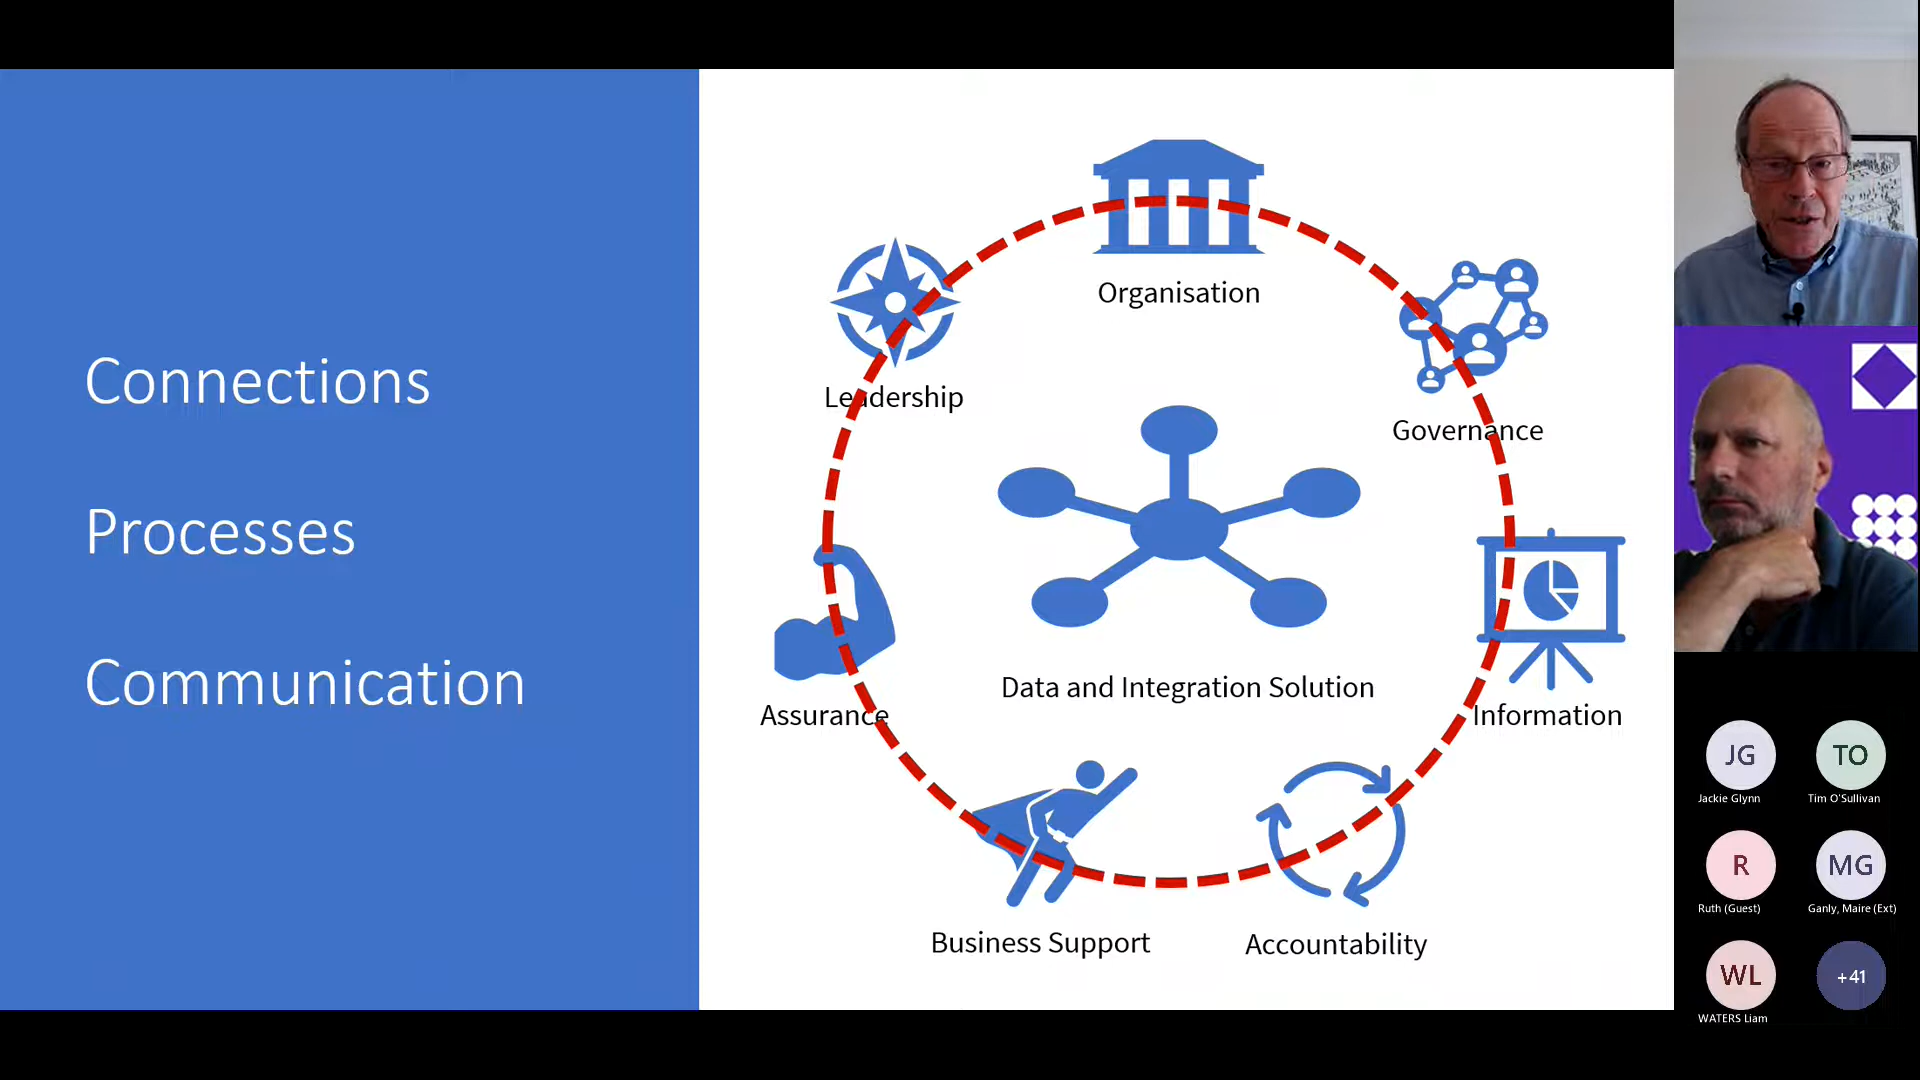 Connections
Processes
Communication
Organisation
Leadership
Governance
Data and Integration Solution
Assurance
Information
Business Support
Accountability
JG
Jackie Glynn
TO
Tim O'Sullivan
R
Ruth (Guest)
MG
Ganly, Maire (Ext)
WL
WATERS Liam
+41